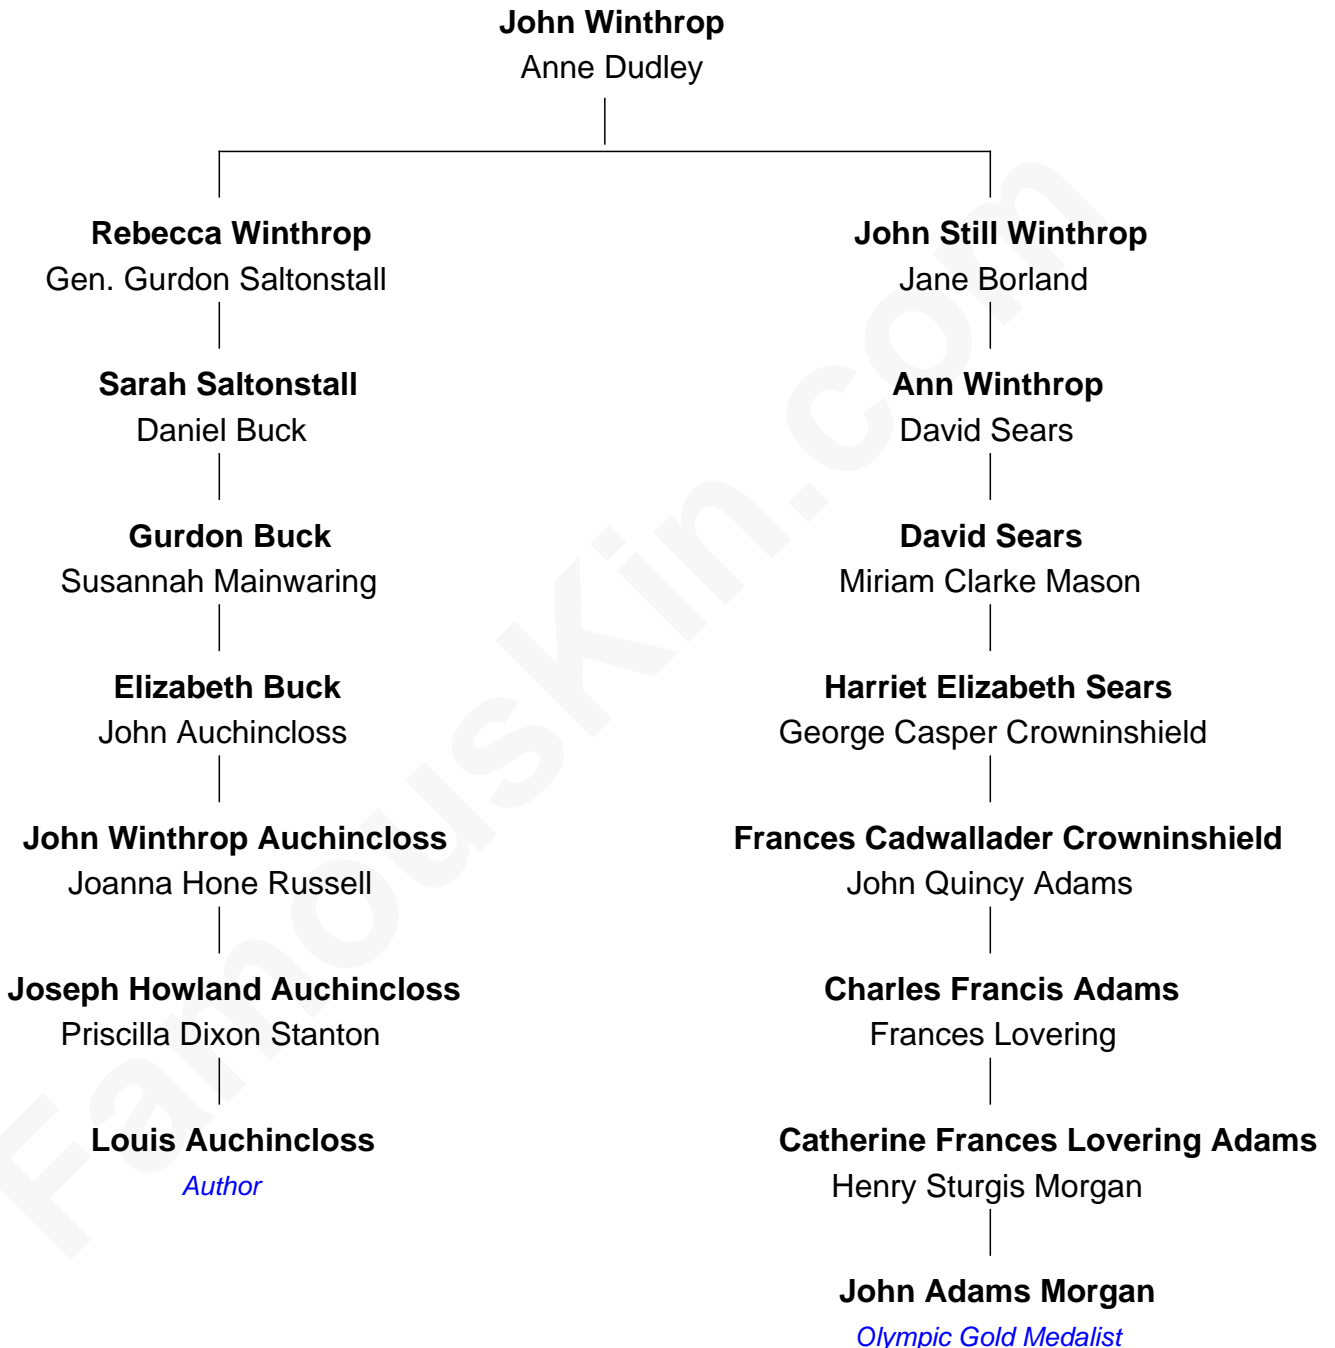 John Winthrop
Anne Dudley
Rebecca Winthrop
Gen. Gurdon Saltonstall
Sarah Saltonstall
Daniel Buck
Gurdon Buck
Susannah Mainwaring
Elizabeth Buck
John Auchincloss
John Winthrop Auchincloss
Joanna Hone Russell
Joseph Howland Auchincloss
Priscilla Dixon Stanton
Louis Auchincloss
Author
John Still Winthrop
Jane Borland
Ann Winthrop
David Sears
David Sears
Miriam Clarke Mason
Harriet Elizabeth Sears
George Casper Crowninshield
Frances Cadwallader Crowninshield
John Quincy Adams
Charles Francis Adams
Frances Lovering
Catherine Frances Lovering Adams
Henry Sturgis Morgan
John Adams Morgan
Olympic Gold Medalist
FamousKin.com